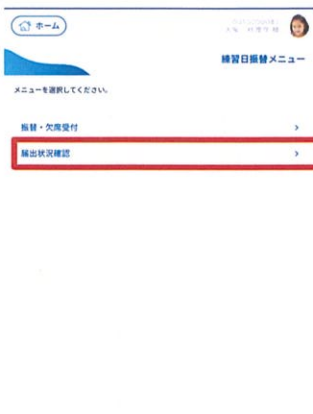 ホーム
練習日振替メニュー
メニューを選択してください。
振替・欠席受付
届出状況確認